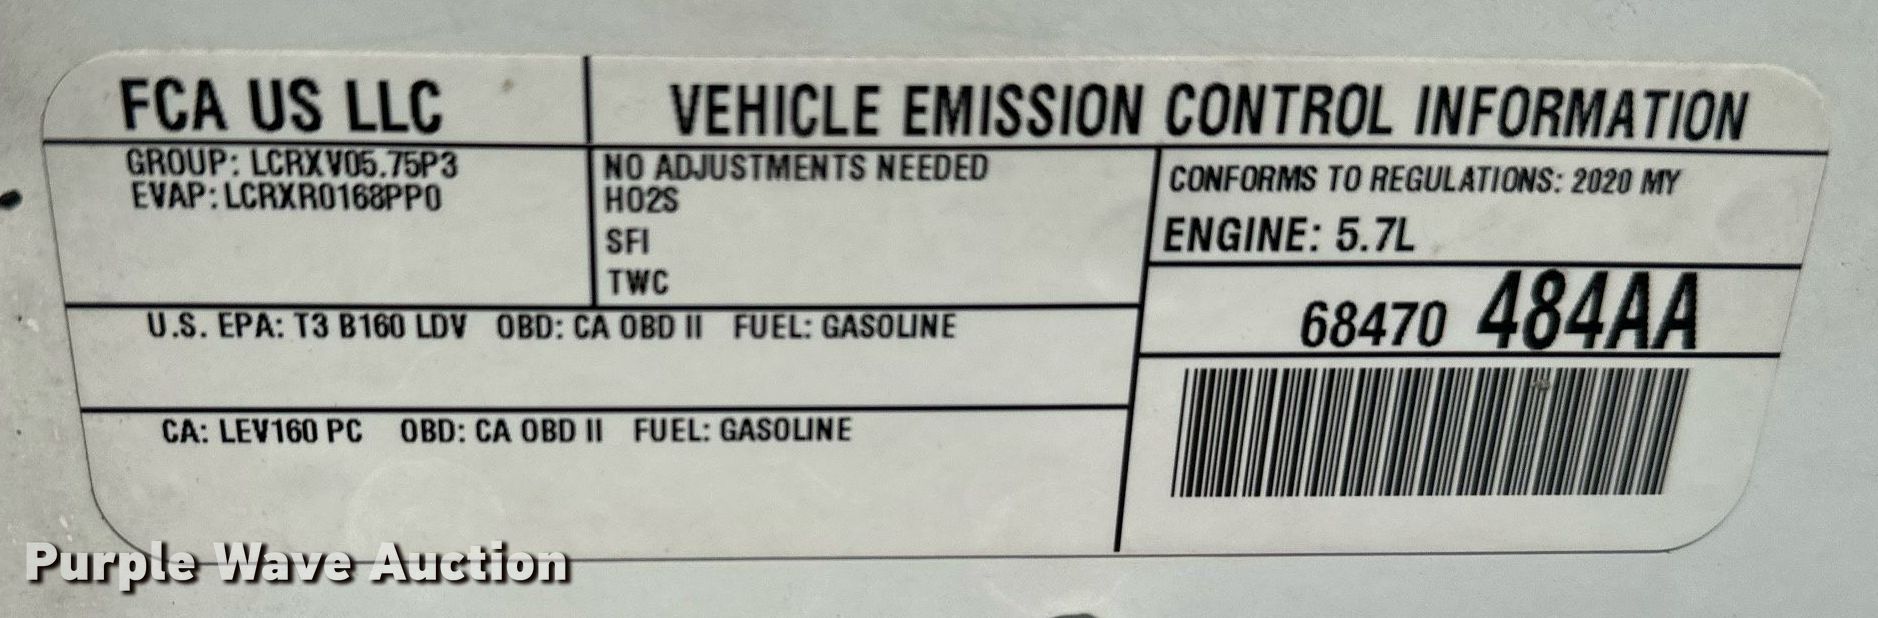 FCA US LLC
VEHICLE EMISSION CONTROL INFORMATION
GROUP: LCRXV05.75P3
EVAP: LCRXR0168PP0
NO ADJUSTMENTS NEEDED
HO2S
SFI
TWC
CONFORMS TO REGULATIONS: 2020 MY
ENGINE: 5.7L
68470 484AA
U.S. EPA: T3 B160 LDV OBD: CA OBD II FUEL: GASOLINE
CA: LEV160 PC OBD: CA OBD II FUEL: GASOLINE
Purple Wave Auction